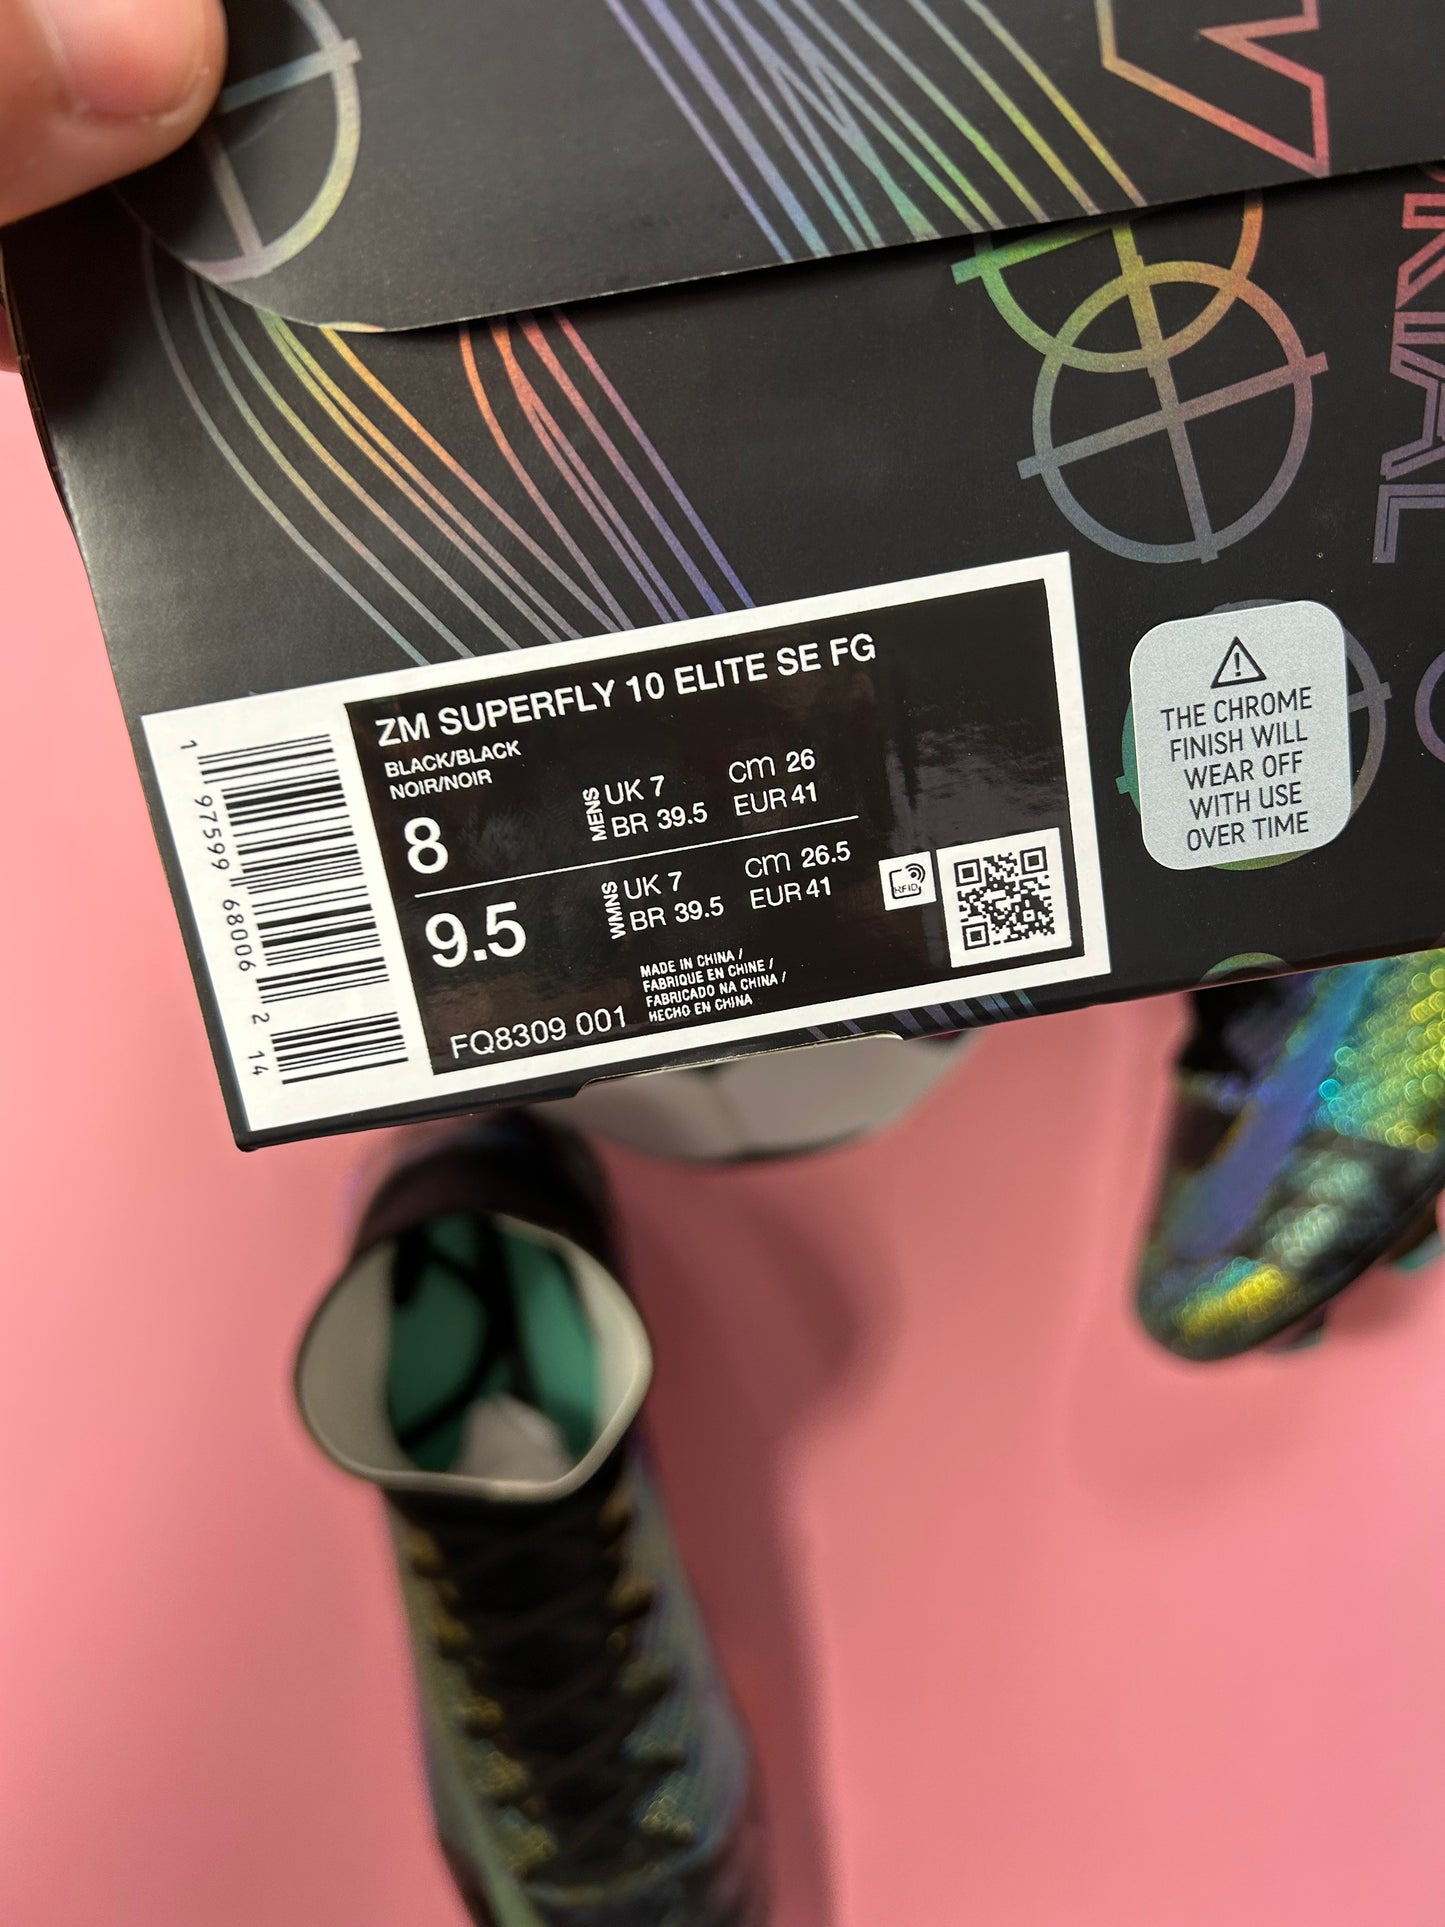 RIAL
ZM SUPERFLY 10 ELITE SE FG
BLACK/BLACK
NOIR/NOIR
8
MENS
UK 7
cm 26
BR 39.5
EUR 41
9.5
WMNS
UK 7
cm 26.5
BR 39.5
EUR 41
RFID
MADE IN CHINA /
FABRIQUE EN CHINE /
FABRICADO NA CHINA /
HECHO EN CHINA
FQ8309 001
1 97599 68006 2 14
THE CHROME
FINISH WILL
WEAR OFF
WITH USE
OVER TIME